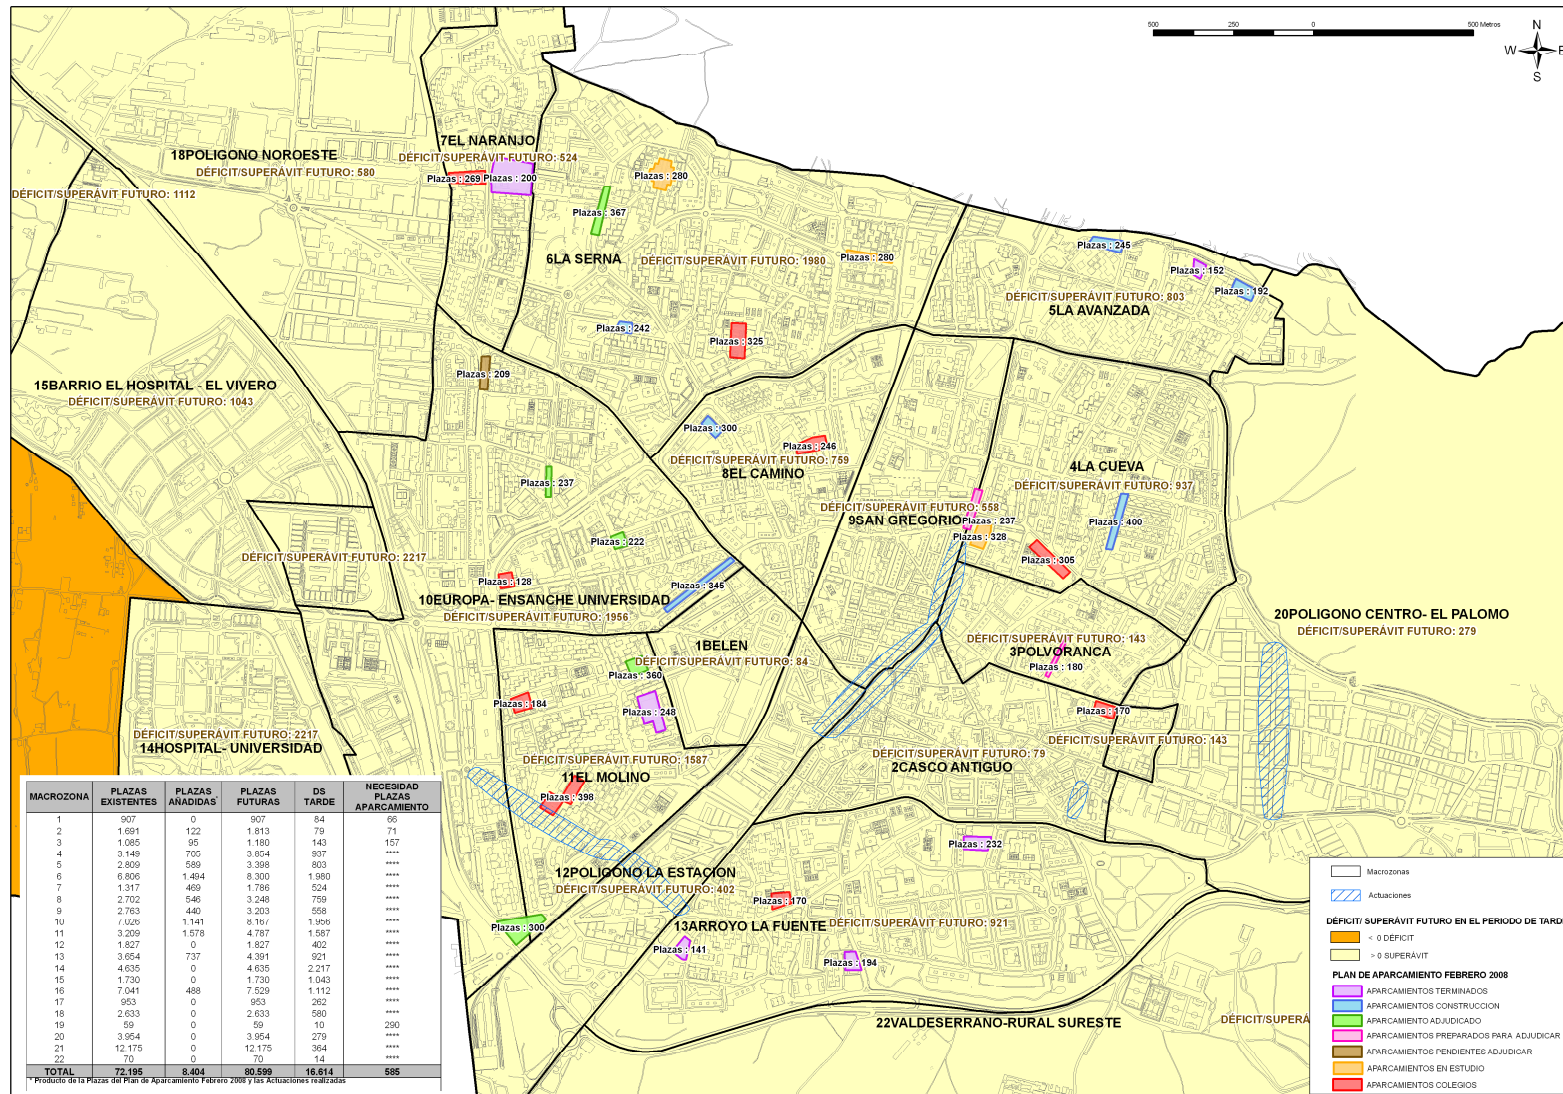 500 250 0 500 Metros
N
W E
S
7EL NARANJO
DÉFICIT/SUPERÁVIT FUTURO: 524
18POLIGONO NOROESTE
DÉFICIT/SUPERÁVIT FUTURO: 580
DÉFICIT/SUPERÁVIT FUTURO: 1112
Plazas : 269
Plazas : 200
Plazas : 280
Plazas : 367
6LA SERNA
DÉFICIT/SUPERÁVIT FUTURO: 1980
Plazas : 280
Plazas : 245
Plazas : 152
Plazas : 192
DÉFICIT/SUPERÁVIT FUTURO: 803
5LA AVANZADA
Plazas : 242
Plazas : 325
Plazas : 209
15BARRIO EL HOSPITAL - EL VIVERO
DÉFICIT/SUPERÁVIT FUTURO: 1043
Plazas : 300
Plazas : 246
DÉFICIT/SUPERÁVIT FUTURO: 759
8EL CAMINO
4LA CUEVA
DÉFICIT/SUPERÁVIT FUTURO: 937
Plazas : 237
DÉFICIT/SUPERÁVIT FUTURO: 558
9SAN GREGORIO
Plazas : 237
Plazas : 328
Plazas : 400
Plazas : 222
DÉFICIT/SUPERÁVIT FUTURO: 2217
Plazas : 305
Plazas : 128
Plazas : 345
10EUROPA- ENSANCHE UNIVERSIDAD
DÉFICIT/SUPERÁVIT FUTURO: 1956
20POLIGONO CENTRO- EL PALOMO
DÉFICIT/SUPERÁVIT FUTURO: 279
1BELEN
DÉFICIT/SUPERÁVIT FUTURO: 84
DÉFICIT/SUPERÁVIT FUTURO: 143
3POLVORANCA
Plazas : 180
Plazas : 360
Plazas : 184
Plazas : 248
Plazas : 170
DÉFICIT/SUPERÁVIT FUTURO: 2217
14HOSPITAL- UNIVERSIDAD
DÉFICIT/SUPERÁVIT FUTURO: 143
DÉFICIT/SUPERÁVIT FUTURO: 79
2CASCO ANTIGUO
DÉFICIT/SUPERÁVIT FUTURO: 1587
11EL MOLINO
Plazas : 398
Plazas : 232
12POLIGONO LA ESTACION
DÉFICIT/SUPERÁVIT FUTURO: 402
Plazas : 170
13ARROYO LA FUENTE
DÉFICIT/SUPERÁVIT FUTURO: 921
Plazas : 300
Plazas : 141
Plazas : 194
22VALDESERRANO-RURAL SURESTE
DÉFICIT/SUPERÁ
MACROZONA PLAZAS EXISTENTES PLAZAS AÑADIDAS* PLAZAS FUTURAS DS TARDE NECESIDAD PLAZAS APARCAMIENTO
1 907 0 907 84 66
2 1.691 122 1.813 79 71
3 1.085 95 1.180 143 157
4 3.149 705 3.854 937 ****
5 2.809 589 3.398 803 ****
6 6.806 1.494 8.300 1.980 ****
7 1.317 469 1.786 524 ****
8 2.702 546 3.248 759 ****
9 2.763 440 3.203 558 ****
10 7.026 1.141 8.167 1.956 ****
11 3.209 1.578 4.787 1.587 ****
12 1.827 0 1.827 402 ****
13 3.654 737 4.391 921 ****
14 4.635 0 4.635 2.217 ****
15 1.730 0 1.730 1.043 ****
16 7.041 488 7.529 1.112 ****
17 953 0 953 262 ****
18 2.633 0 2.633 580 ****
19 59 0 59 10 290
20 3.954 0 3.954 279 ****
21 12.175 0 12.175 364 ****
22 70 0 70 14 ****
TOTAL 72.195 8.404 80.599 16.614 585
* Producto de la Plazas del Plan de Aparcamiento Febrero 2008 y las Actuaciones realizadas
Macrozonas
Actuaciones
DÉFICIT/ SUPERÁVIT FUTURO EN EL PERIODO DE TARD
< 0 DÉFICIT
> 0 SUPERÁVIT
PLAN DE APARCAMIENTO FEBRERO 2008
APARCAMIENTOS TERMINADOS
APARCAMIENTOS CONSTRUCCION
APARCAMIENTO ADJUDICADO
APARCAMIENTOS PREPARADOS PARA ADJUDICAR
APARCAMIENTOS PENDIENTES ADJUDICAR
APARCAMIENTOS EN ESTUDIO
APARCAMIENTOS COLEGIOS